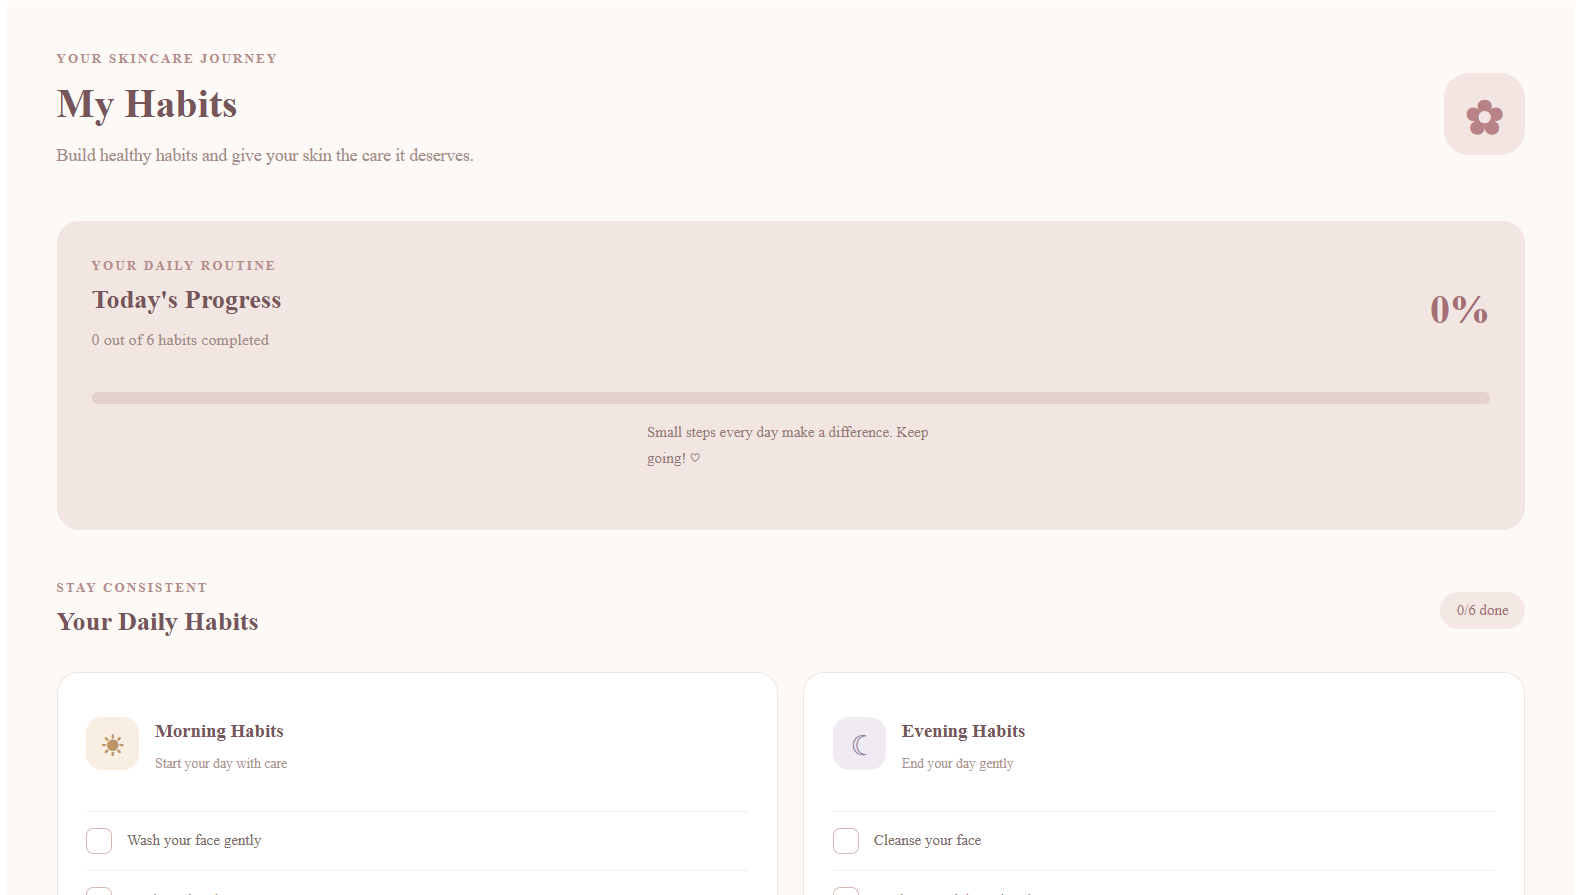 YOUR SKINCARE JOURNEY
My Habits
Build healthy habits and give your skin the care it deserves.
YOUR DAILY ROUTINE
Today's Progress
0 out of 6 habits completed
0%
Small steps every day make a difference. Keep
going! ♡
STAY CONSISTENT
Your Daily Habits
0/6 done
Morning Habits
Start your day with care
Wash your face gently
Evening Habits
End your day gently
Cleanse your face